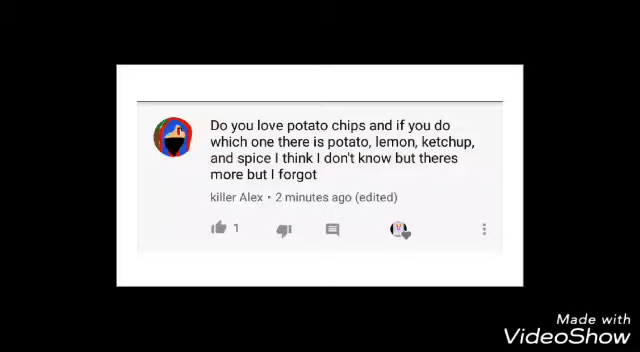 Do you love potato chips and if you do
which one there is potato, lemon, ketchup,
and spice I think I don't know but theres
more but I forgot
killer Alex • 2 minutes ago (edited)
1
Made with
VideoShow